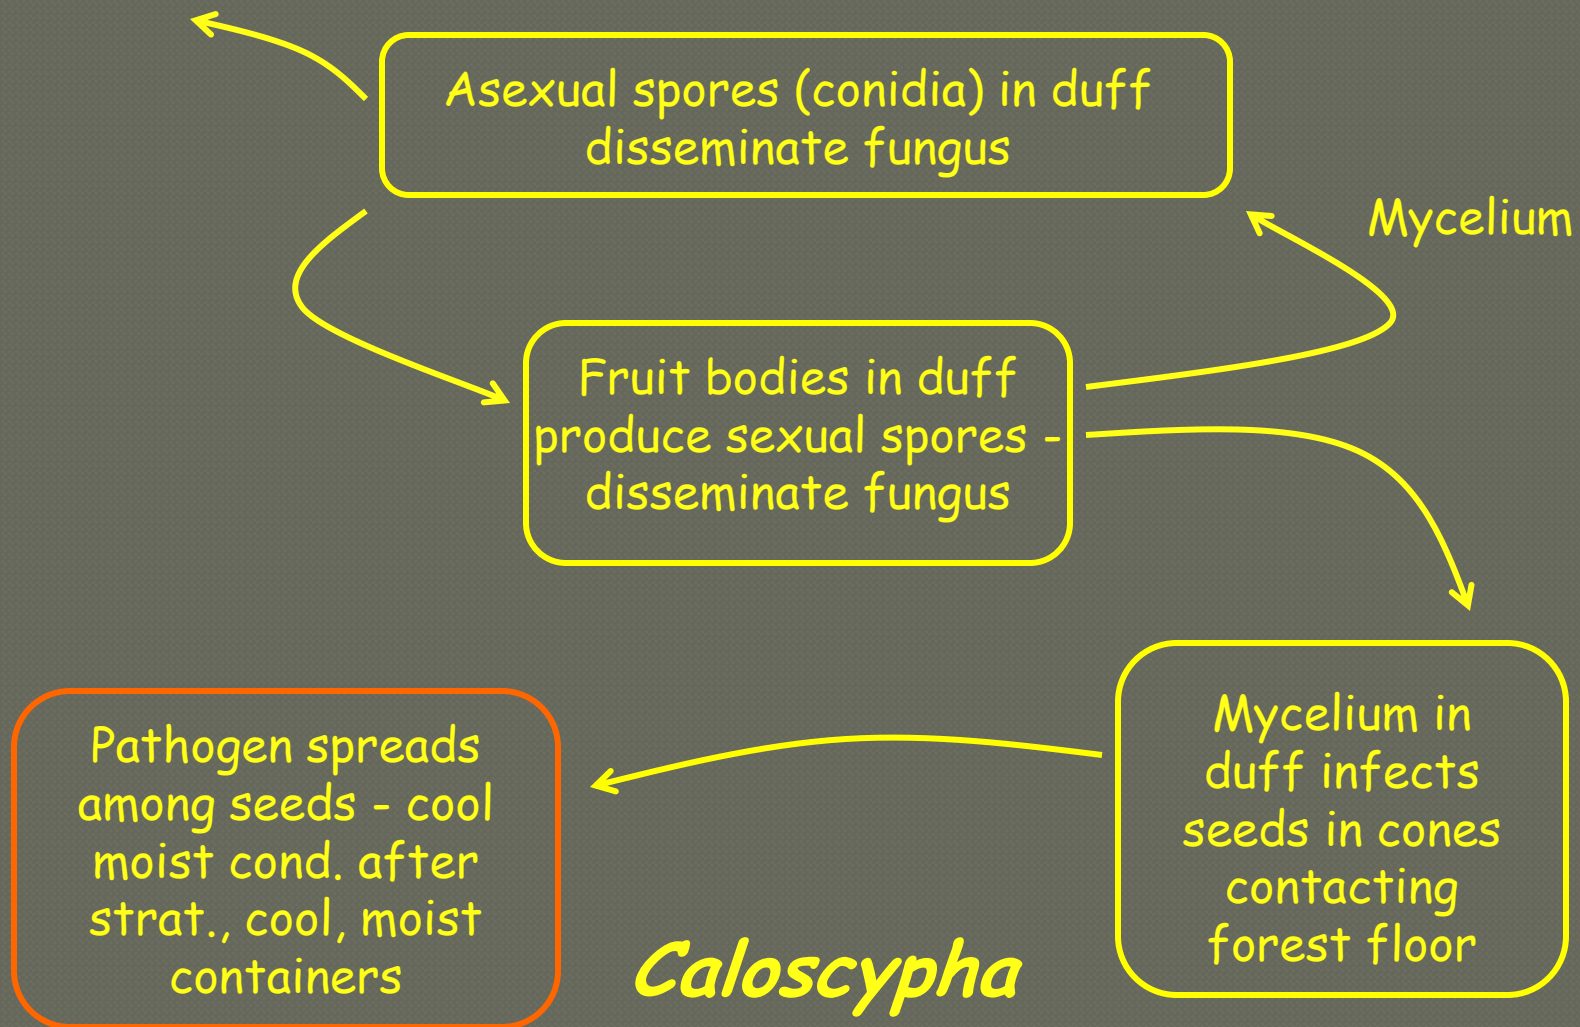 Asexual spores (conidia) in duff
disseminate fungus
Mycelium
Fruit bodies in duff
produce sexual spores -
disseminate fungus
Mycelium in
duff infects
seeds in cones
contacting
forest floor
Pathogen spreads
among seeds - cool
moist cond. after
strat., cool, moist
containers
Caloscypha